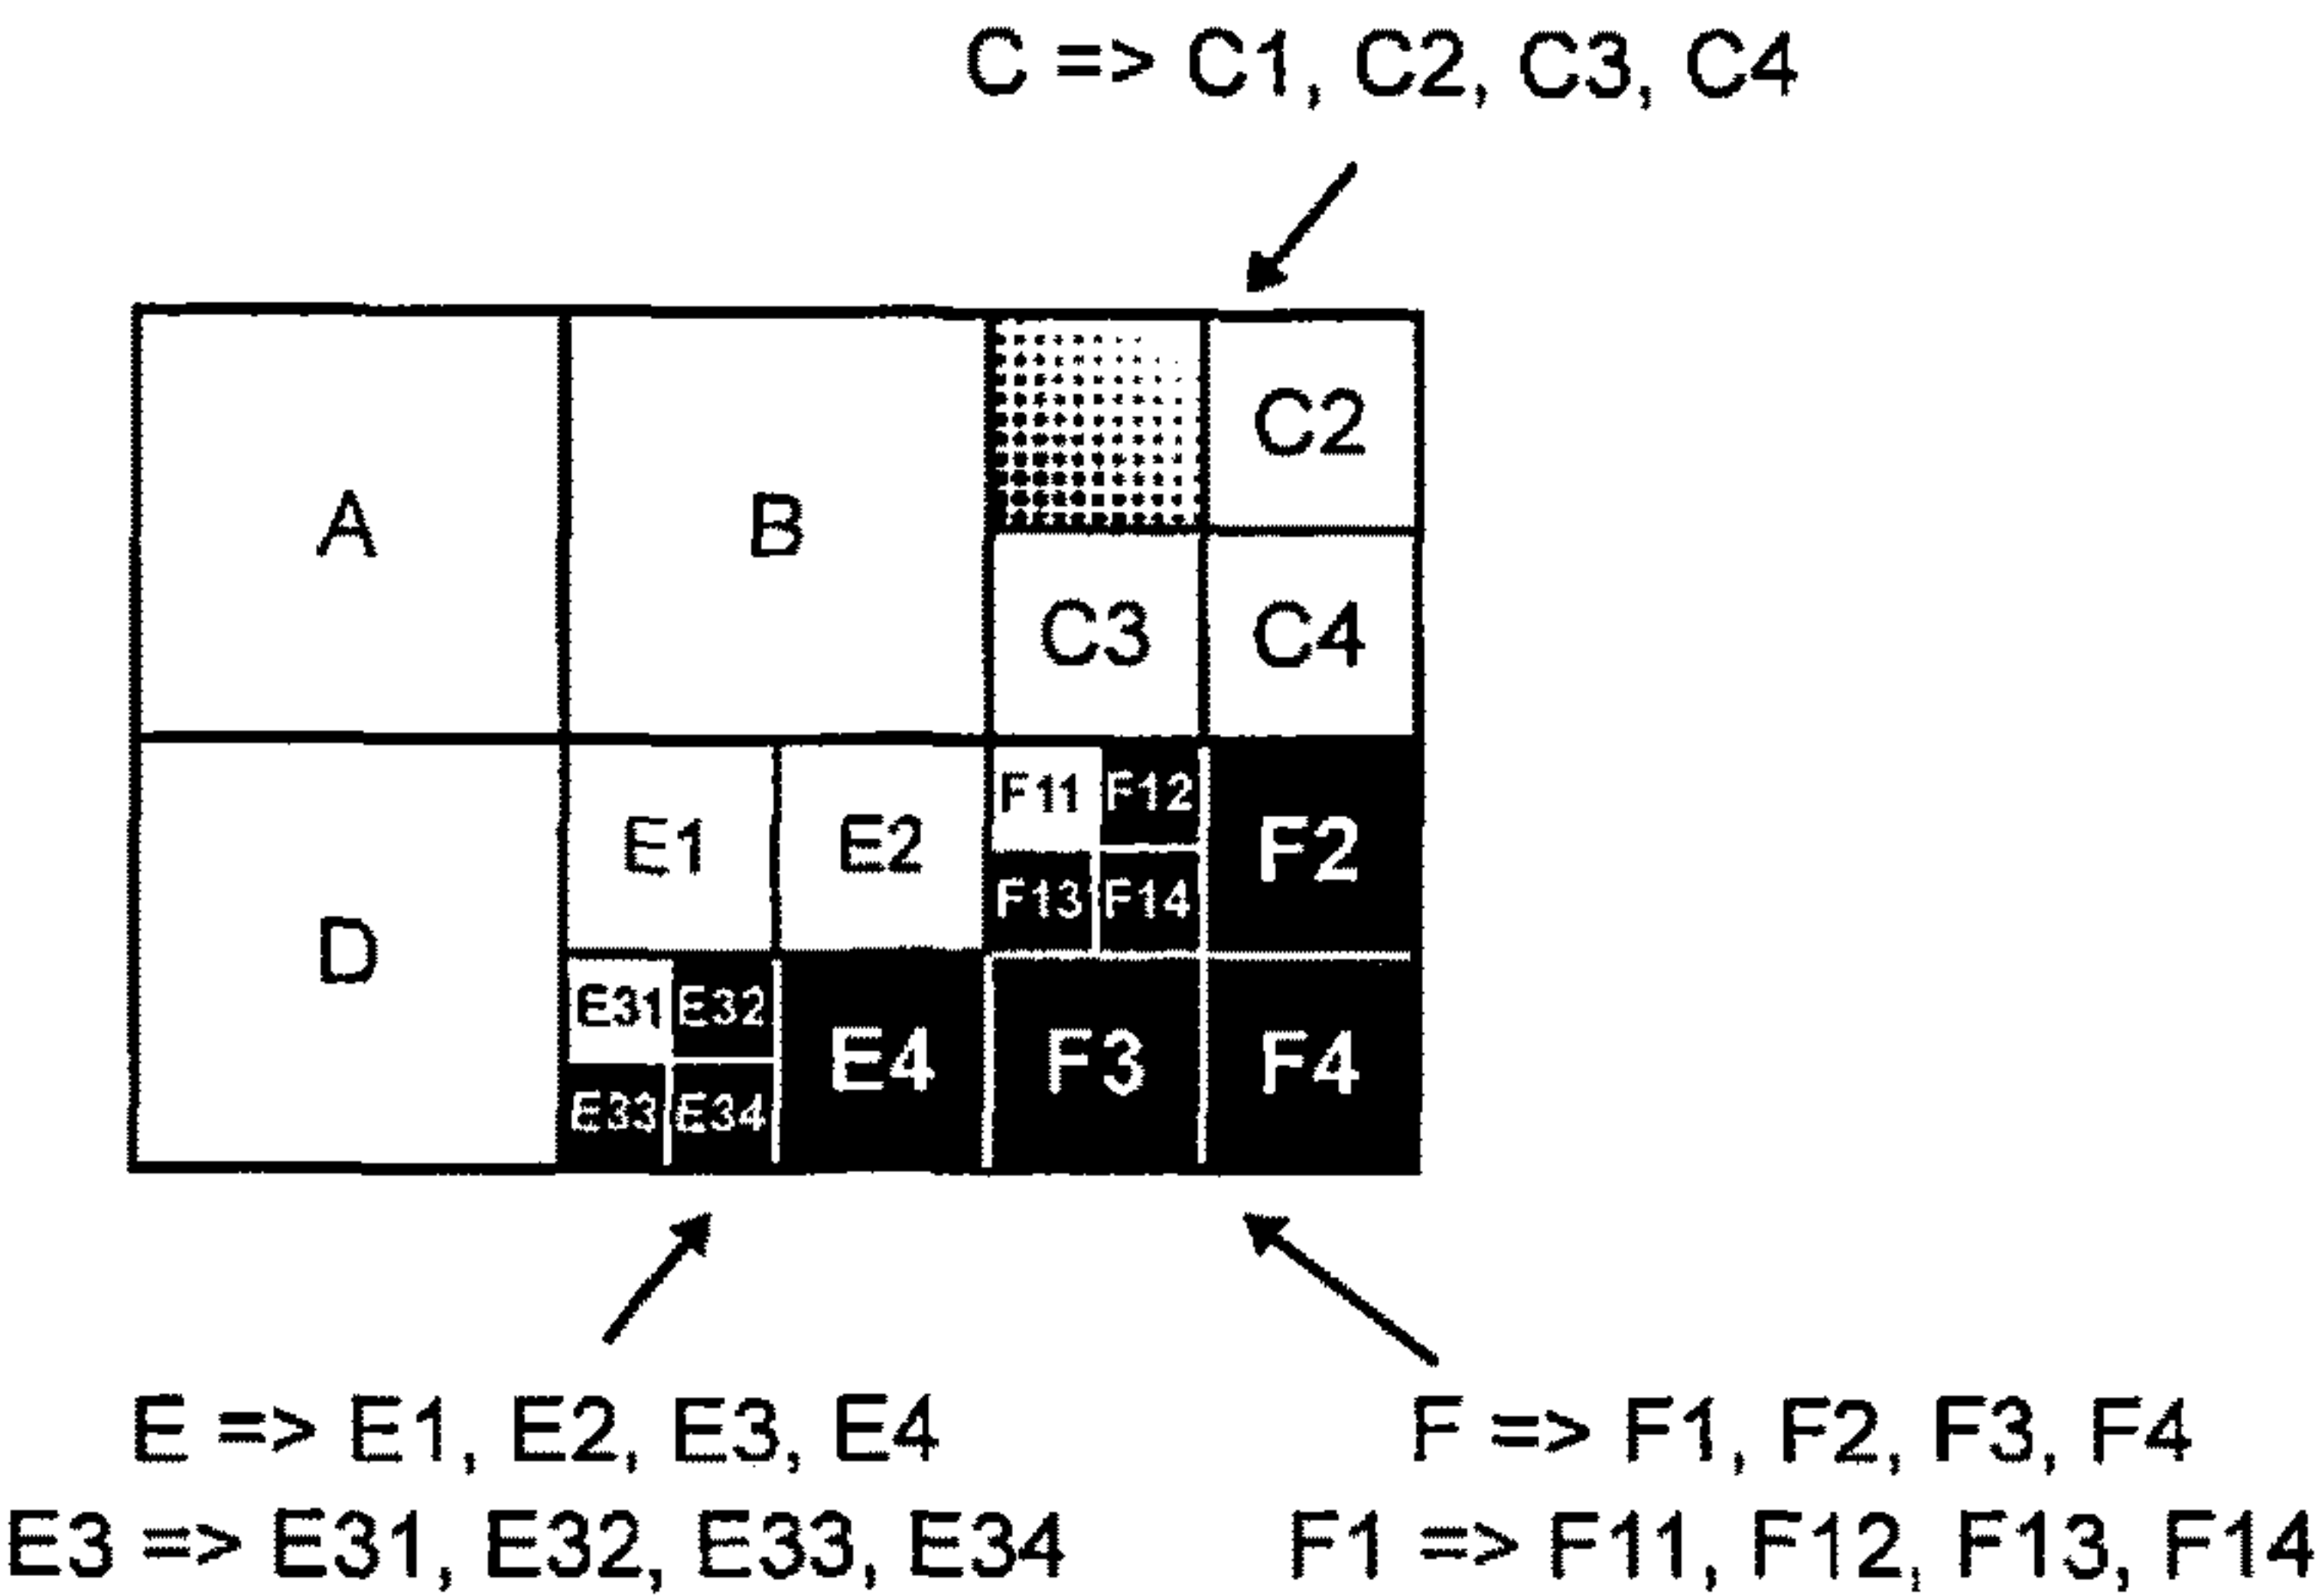 C => C1, C2, C3, C4
A B C2
C3 C4
D E1 E2 F11 F12 F2
F13 F14
E31 E32 E4 F3 F4
E33 E34
E => E1, E2, E3, E4
E3 => E31, E32, E33, E34
F => F1, F2, F3, F4
F1 => F11, F12, F13, F14